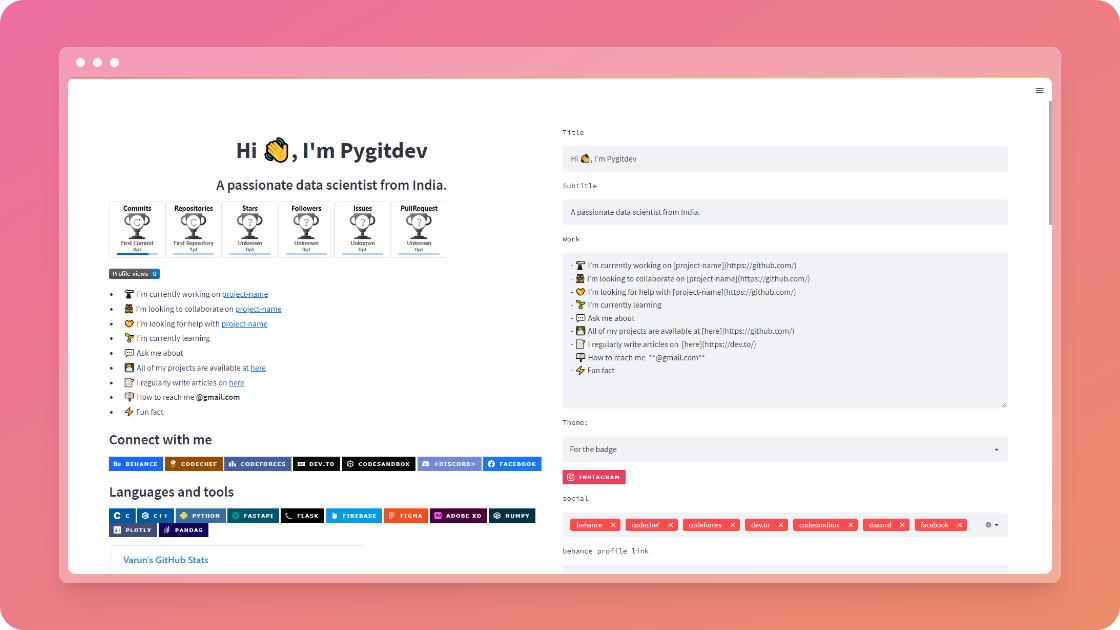 Hi 👋, I'm Pygitdev
A passionate data scientist from India.
Commits Repositories Stars Followers Issues PullRequest
C C ? ? ? ?
First Commit First Repository Unknown Unknown Unknown Unknown
8pt 1pt 0pt 0pt 0pt 0pt
Profile views 0
I'm currently working on project-name
I'm looking to collaborate on project-name
I'm looking for help with project-name
I'm currently learning
Ask me about
All of my projects are available at here
I regularly write articles on here
How to reach me @gmail.com
Fun fact
Connect with me
BEHANCE CODECHEF CODEFORCES DEV.TO CODESANDBOX <DISCORD> FACEBOOK
Languages and tools
C C++ PYTHON FASTAPI FLASK FIREBASE FIGMA ADOBE XD NUMPY
PLOTLY PANDAS
Varun's GitHub Stats
Title
Hi 👋, I'm Pygitdev
Subtitle
A passionate data scientist from India.
Work
- 🔭 I'm currently working on [project-name](https://github.com/)
- 👯 I'm looking to collaborate on [project-name](https://github.com/)
- 🤝 I'm looking for help with [project-name](https://github.com/)
- 🌱 I'm currently learning
- 💬 Ask me about
- 👨‍💻 All of my projects are available at [here](https://github.com/)
- 📝 I regularly write articles on [here](https://dev.to/)
- 📫 How to reach me **@gmail.com**
- ⚡ Fun fact
Theme:
For the badge
INSTAGRAM
social
behance codechef codeforces dev.to codesandbox discord facebook
behance profile link